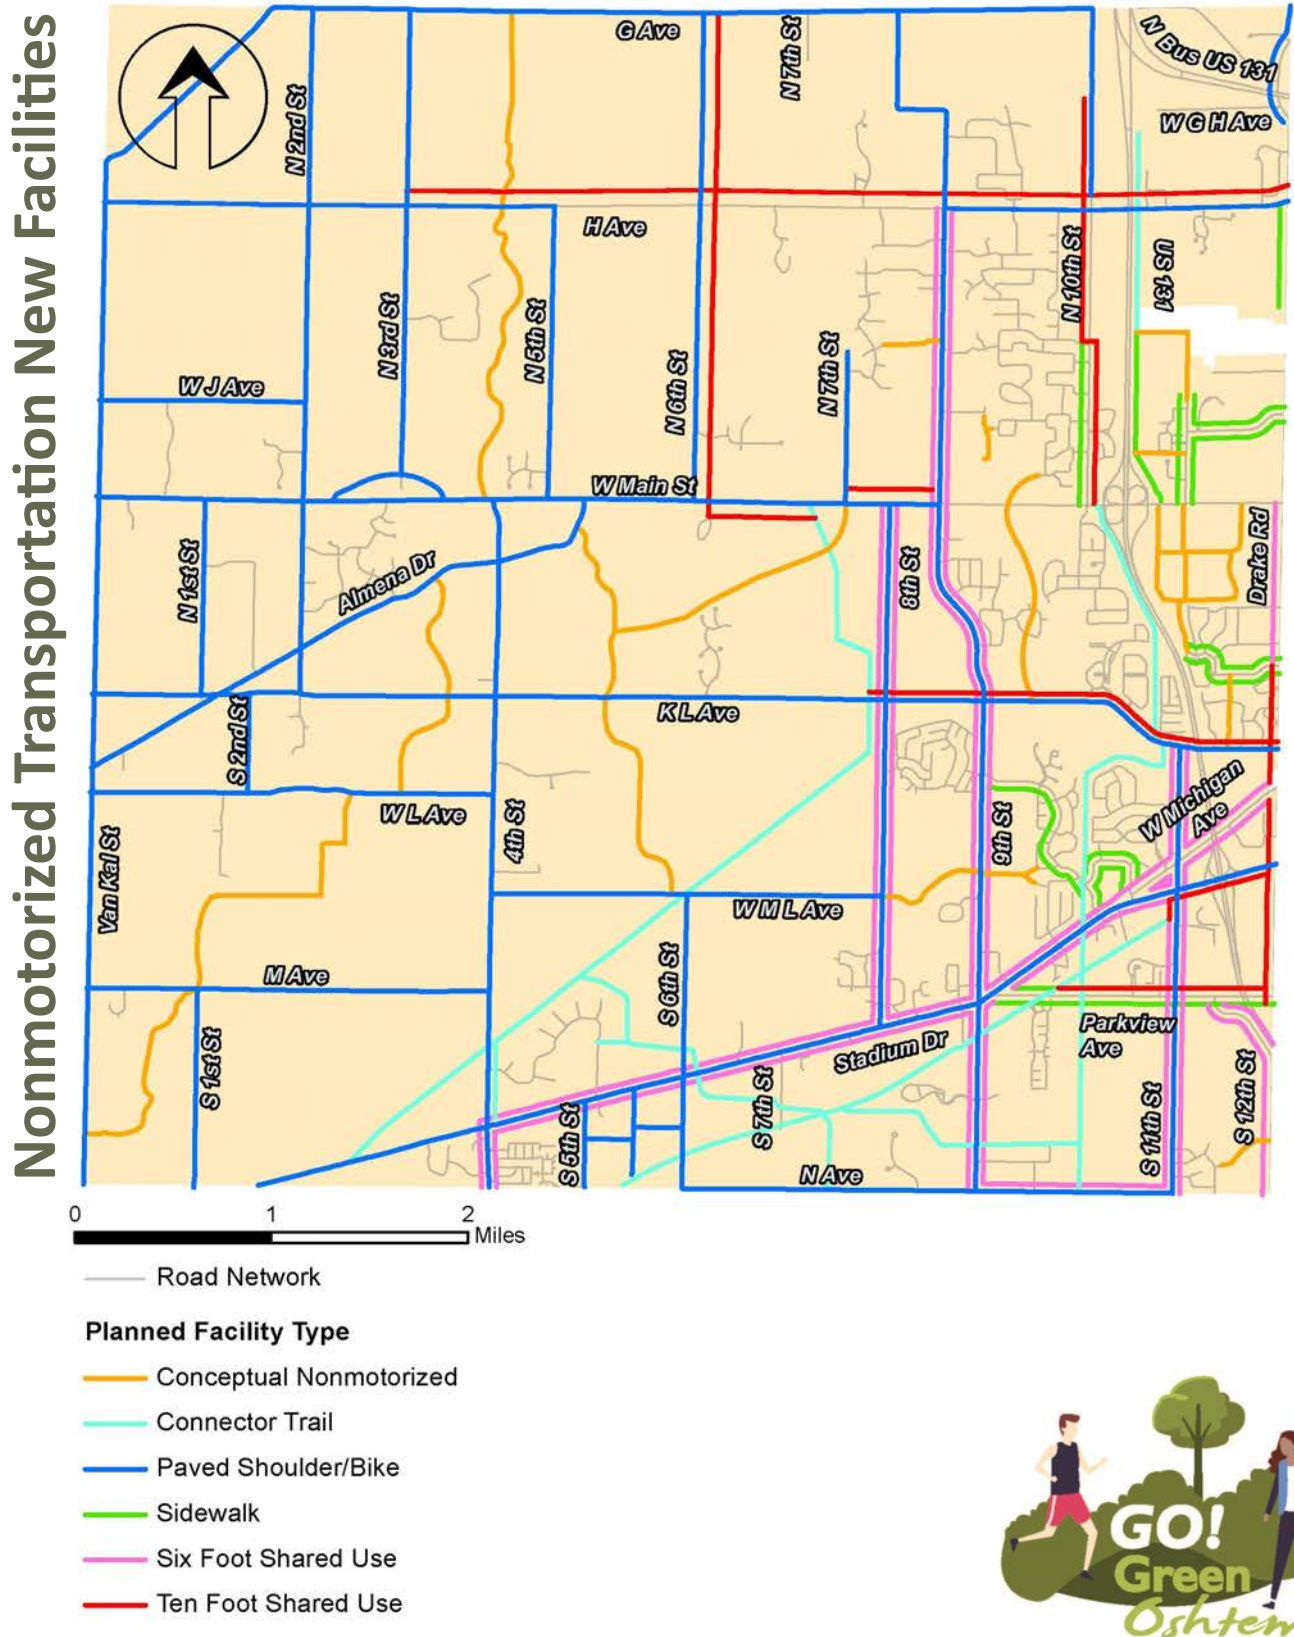 Nonmotorized Transportation New Facilities
G Ave
N 7th St
N Bus US 131
N 2nd St
W G H Ave
H Ave
N 10th St
US 131
N 3rd St
N 5th St
N 6th St
N 7th St
W J Ave
W Main St
N 1st St
Almena Dr
8th St
Drake Rd
S 2nd St
K L Ave
W L Ave
4th St
9th St
W Michigan
Ave
Van Kal St
W M L Ave
M Ave
S 6th St
S 1st St
Stadium Dr
Parkview
Ave
S 7th St
S 5th St
S 11th St
S 12th St
N Ave
0 1 2
Miles
Road Network
Planned Facility Type
Conceptual Nonmotorized
Connector Trail
Paved Shoulder/Bike
Sidewalk
Six Foot Shared Use
Ten Foot Shared Use
GO!
Green
Oshtem